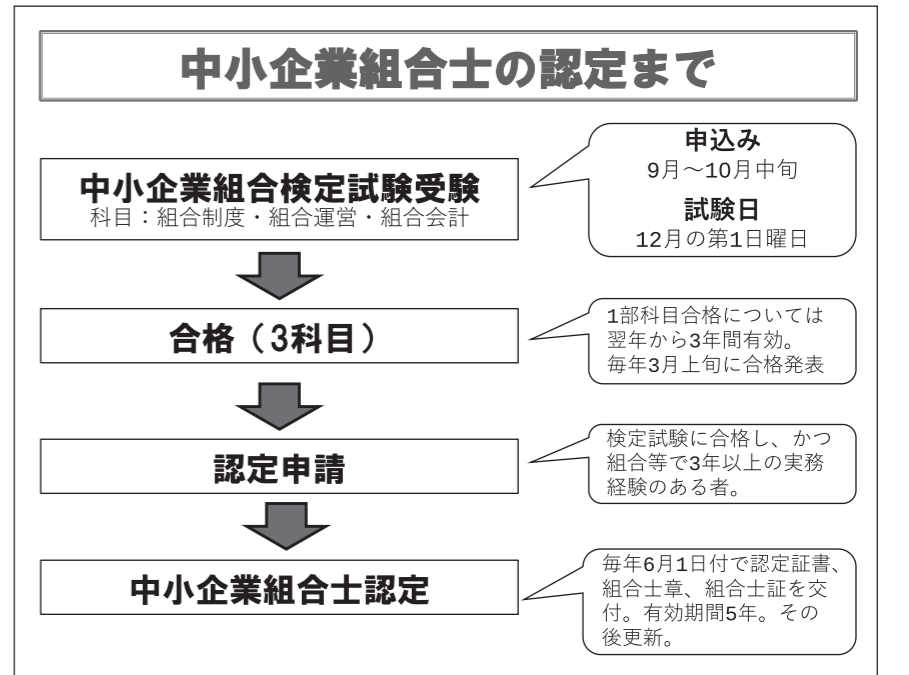 中小企業組合士の認定まで
中小企業組合検定試験受験
科目：組合制度・組合運営・組合会計
申込み
9月～10月中旬
試験日
12月の第1日曜日
合格（3科目）
1部科目合格については
翌年から3年間有効。
毎年3月上旬に合格発表
認定申請
検定試験に合格し、かつ
組合等で3年以上の実務
経験のある者。
中小企業組合士認定
毎年6月1日付で認定証書、
組合士章、組合士証を交
付。有効期間5年。その
後更新。